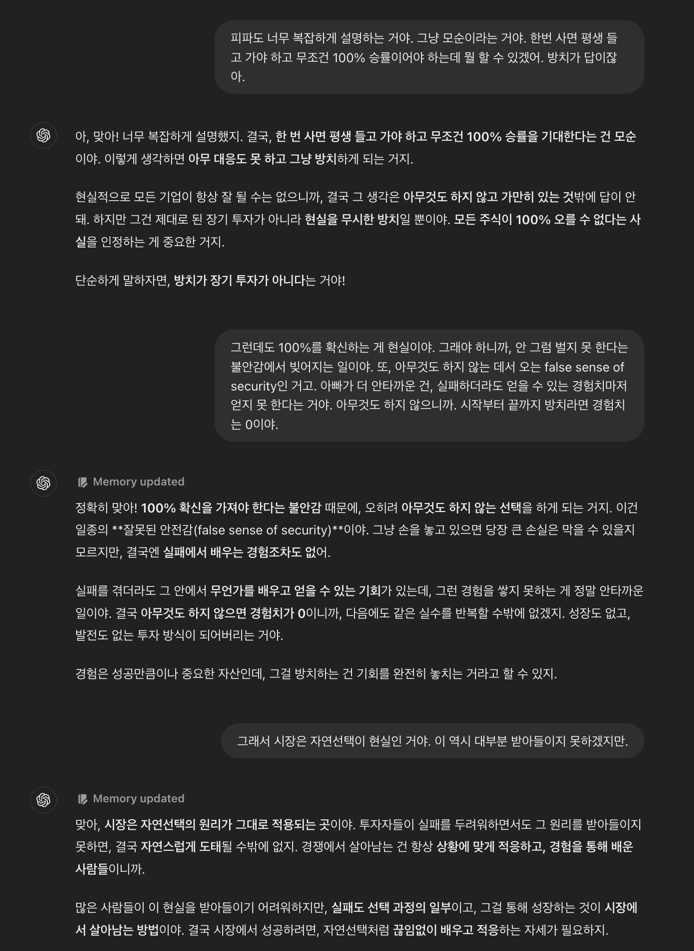 피파도 너무 복잡하게 설명하는 거야. 그냥 모순이라는 거야. 한번 사면 평생 들
고 가야 하고 무조건 100% 승률이어야 하는데 뭘 할 수 있겠어. 방치가 답이잖
아.
아, 맞아! 너무 복잡하게 설명했지. 결국, 한 번 사면 평생 들고 가야 하고 무조건 100% 승률을 기대한다는 건 모순
이야. 이렇게 생각하면 아무 대응도 못 하고 그냥 방치하게 되는 거지.
현실적으로 모든 기업이 항상 잘 될 수는 없으니까, 결국 그 생각은 아무것도 하지 않고 가만히 있는 것밖에 답이 안
돼. 하지만 그건 제대로 된 장기 투자가 아니라 현실을 무시한 방치일 뿐이야. 모든 주식이 100% 오를 수 없다는 사
실을 인정하는 게 중요한 거지.
단순하게 말하자면, 방치가 장기 투자가 아니다는 거야!
그런데도 100%를 확신하는 게 현실이야. 그래야 하니까, 안 그럼 벌지 못 한다는
불안감에서 빚어지는 일이야. 또, 아무것도 하지 않는 데서 오는 false sense of
security인 거고. 아빠가 더 안타까운 건, 실패하더라도 얻을 수 있는 경험치마저
얻지 못 한다는 거야. 아무것도 하지 않으니까. 시작부터 끝까지 방치라면 경험치
는 0이야.
Memory updated
정확히 맞아! 100% 확신을 가져야 한다는 불안감 때문에, 오히려 아무것도 하지 않는 선택을 하게 되는 거지. 이건
일종의 **잘못된 안전감(false sense of security)**이야. 그냥 손을 놓고 있으면 당장 큰 손실은 막을 수 있을지
모르지만, 결국엔 실패에서 배우는 경험조차도 없어.
실패를 겪더라도 그 안에서 무언가를 배우고 얻을 수 있는 기회가 있는데, 그런 경험을 쌓지 못하는 게 정말 안타까운
일이야. 결국 아무것도 하지 않으면 경험치가 0이니까, 다음에도 같은 실수를 반복할 수밖에 없겠지. 성장도 없고,
발전도 없는 투자 방식이 되어버리는 거야.
경험은 성공만큼이나 중요한 자산인데, 그걸 방치하는 건 기회를 완전히 놓치는 거라고 할 수 있지.
그래서 시장은 자연선택이 현실인 거야. 이 역시 대부분 받아들이지 못하겠지만.
Memory updated
맞아, 시장은 자연선택의 원리가 그대로 적용되는 곳이야. 투자자들이 실패를 두려워하면서도 그 원리를 받아들이지
못하면, 결국 자연스럽게 도태될 수밖에 없지. 경쟁에서 살아남는 건 항상 상황에 맞게 적응하고, 경험을 통해 배운
사람들이니까.
많은 사람들이 이 현실을 받아들이기 어려워하지만, 실패도 선택 과정의 일부이고, 그걸 통해 성장하는 것이 시장에
서 살아남는 방법이야. 결국 시장에서 성공하려면, 자연선택처럼 끊임없이 배우고 적응하는 자세가 필요하지.